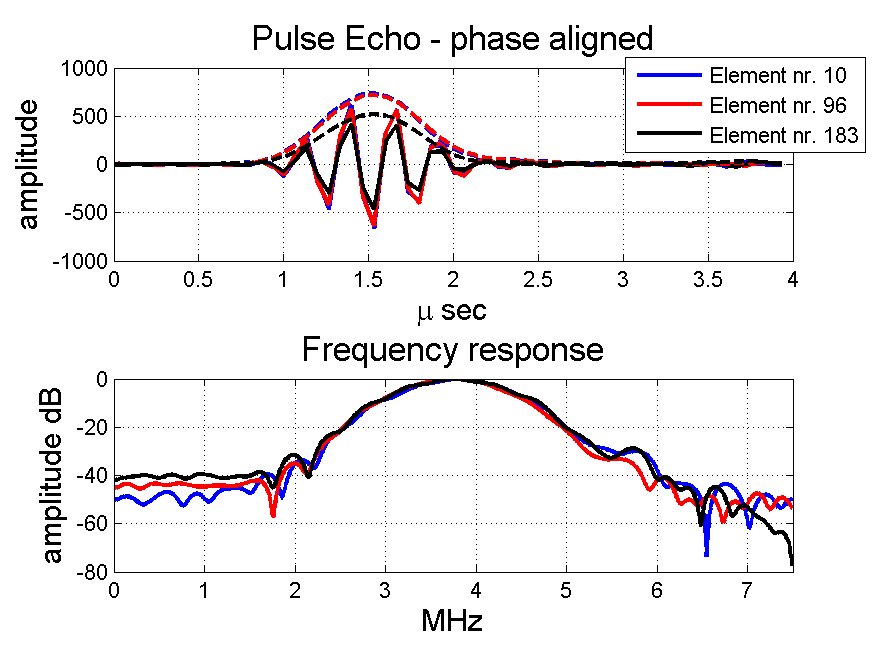 Pulse Echo - phase aligned
Element nr. 10
Element nr. 96
Element nr. 183
amplitude
1000
500
0
-500
-1000
0 0.5 1 1.5 2 2.5 3 3.5 4
μ sec
Frequency response
amplitude dB
0
-20
-40
-60
-80
0 1 2 3 4 5 6 7
MHz